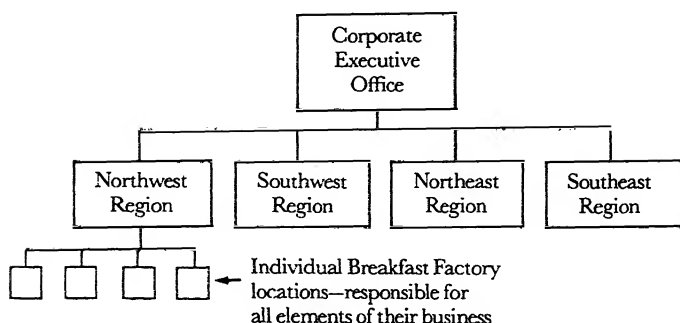 Corporate
Executive
Office
Northwest
Region
Southwest
Region
Northeast
Region
Southeast
Region
Individual Breakfast Factory
locations—responsible for
all elements of their business